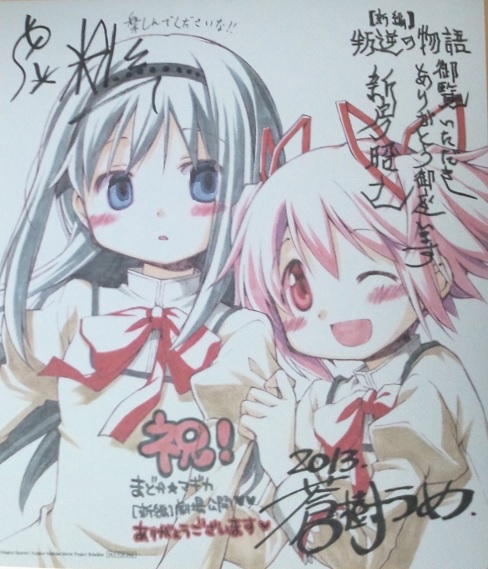 楽しんでくださいな!!
[新編]
叛逆の物語
御覧いただき
ありがとう御座います
新房昭之
祝!
まどか★マギカ
[新編]劇場公開♥♥
ありがとうございます♥
2013.
蒼樹うめ.